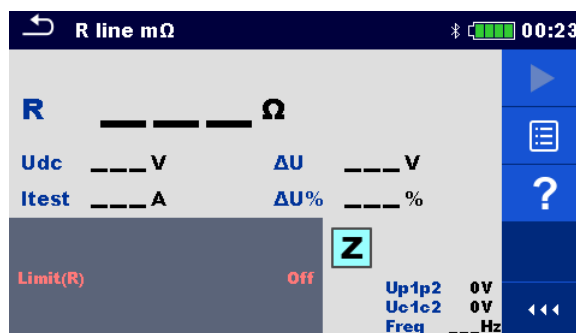 R line mΩ 00:23
R ___ Ω
Udc ___V ΔU ___V
Itest ___A ΔU% ___%
?
Z
Limit(R) Off
Up1p2 0V
Uc1c2 0V
Freq ___Hz